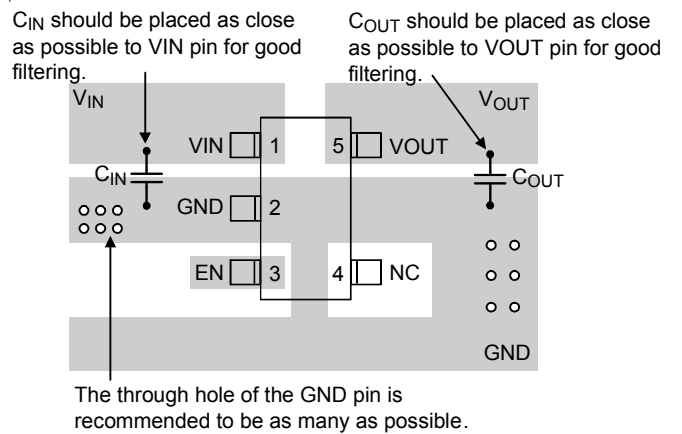 CIN should be placed as close
as possible to VIN pin for good
filtering.
COUT should be placed as close
as possible to VOUT pin for good
filtering.
VIN
VOUT
VIN 1
5 VOUT
CIN
COUT
GND 2
EN 3
4 NC
GND
The through hole of the GND pin is
recommended to be as many as possible.